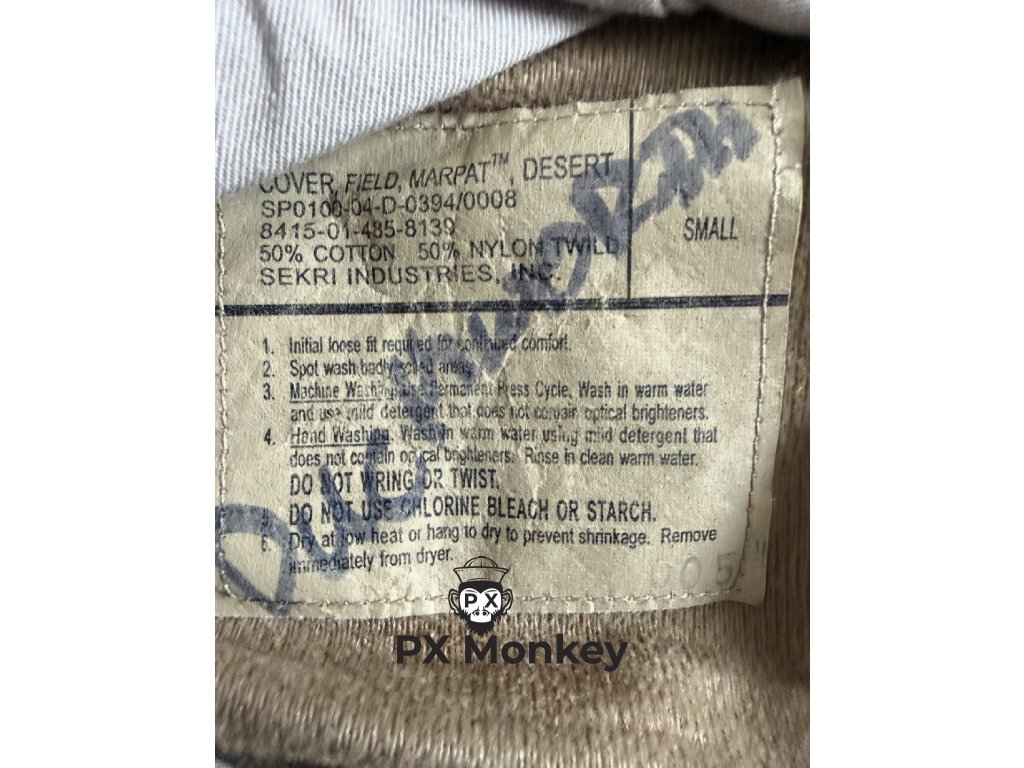 COVER, FIELD, MARPAT™, DESERT
SP0100-04-D-0394/0008
8415-01-485-8139
50% COTTON 50% NYLON TWILL
SEKRI INDUSTRIES, INC.
SMALL
1. Initial loose fit required for continued comfort.
2. Spot wash badly soiled areas.
3. Machine Washing: Use Permanent Press Cycle, Wash in warm water
and use mild detergent that does not contain optical brighteners.
4. Hand Washing. Wash in warm water using mild detergent that
does not contain optical brighteners. Rinse in clean warm water.
DO NOT WRING OR TWIST.
5. DO NOT USE CHLORINE BLEACH OR STARCH.
6. Dry at low heat or hang to dry to prevent shrinkage. Remove
immediately from dryer.
PX
PX Monkey